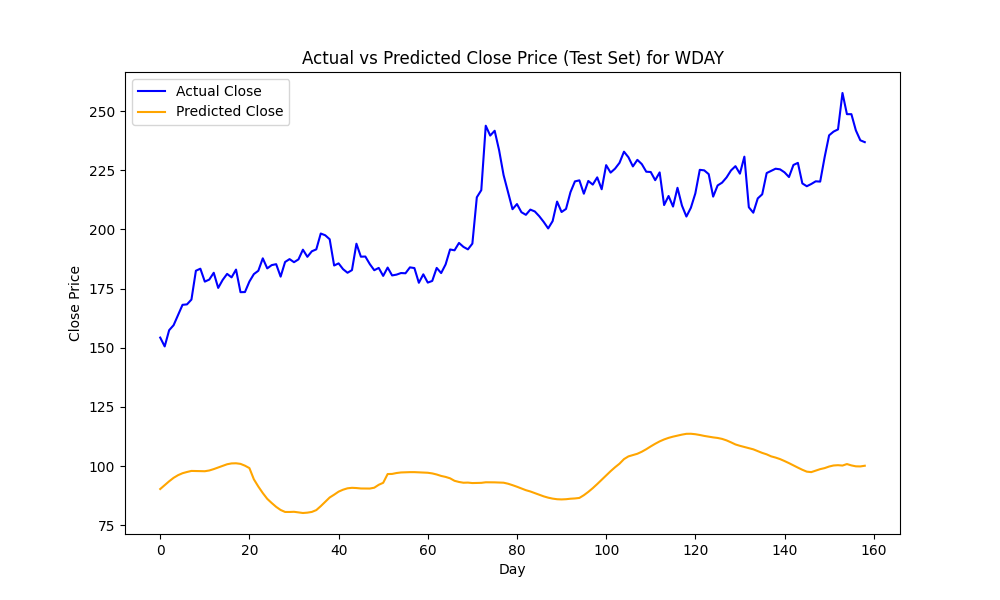 Actual vs Predicted Close Price (Test Set) for WDAY
Actual Close
Predicted Close
Close Price
250
225
200
175
150
125
100
75
0 20 40 60 80 100 120 140 160
Day